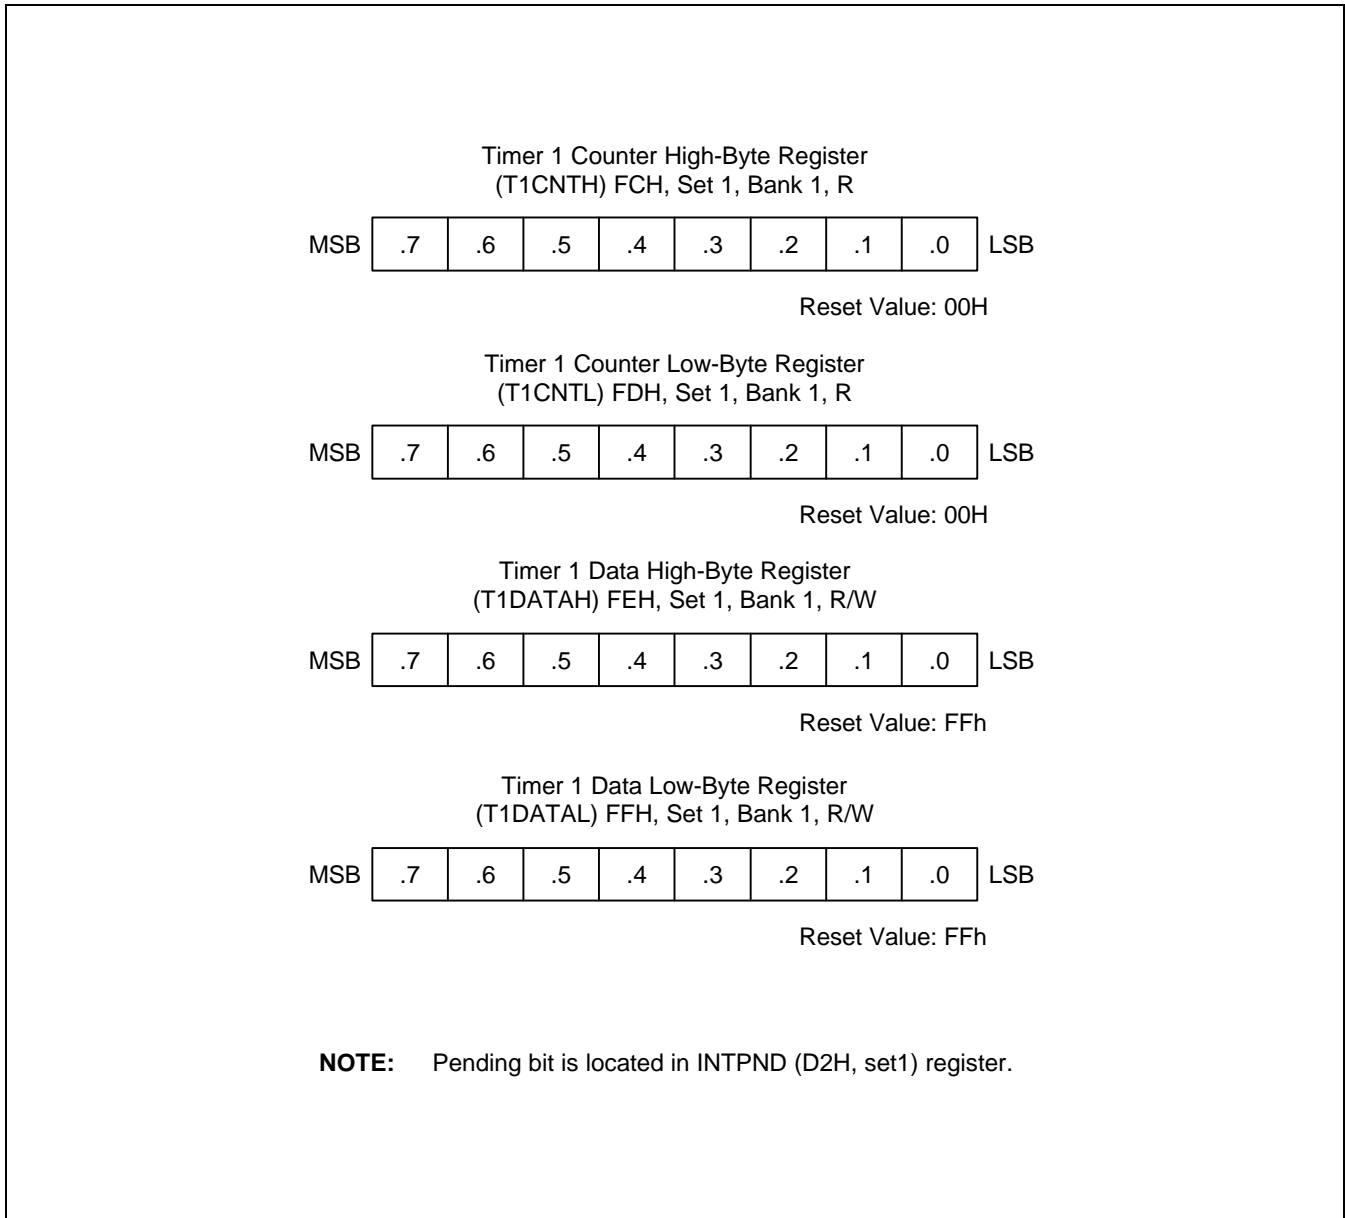 Timer 1 Counter High-Byte Register
(T1CNTH) FCH, Set 1, Bank 1, R
MSB .7 .6 .5 .4 .3 .2 .1 .0 LSB
Reset Value: 00H
Timer 1 Counter Low-Byte Register
(T1CNTL) FDH, Set 1, Bank 1, R
MSB .7 .6 .5 .4 .3 .2 .1 .0 LSB
Reset Value: 00H
Timer 1 Data High-Byte Register
(T1DATAH) FEH, Set 1, Bank 1, R/W
MSB .7 .6 .5 .4 .3 .2 .1 .0 LSB
Reset Value: FFh
Timer 1 Data Low-Byte Register
(T1DATAL) FFH, Set 1, Bank 1, R/W
MSB .7 .6 .5 .4 .3 .2 .1 .0 LSB
Reset Value: FFh
NOTE: Pending bit is located in INTPND (D2H, set1) register.